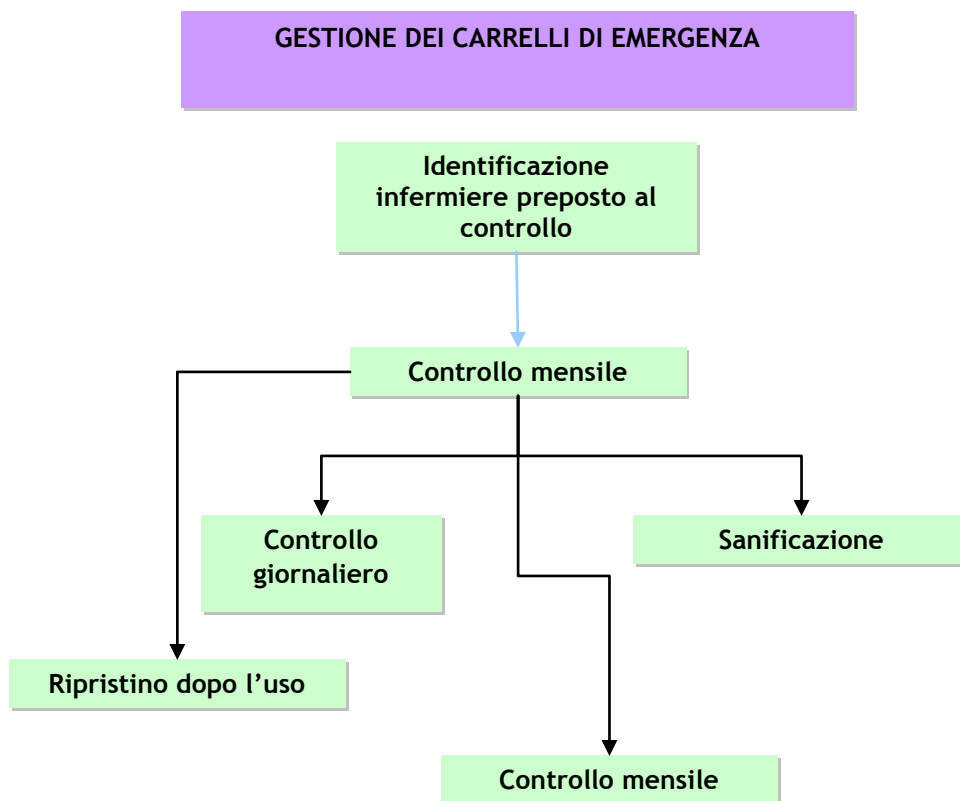 GESTIONE DEI CARRELLI DI EMERGENZA
Identificazione
infermiere preposto al
controllo
Controllo mensile
Controllo
giornaliero
Sanificazione
Ripristino dopo l’uso
Controllo mensile